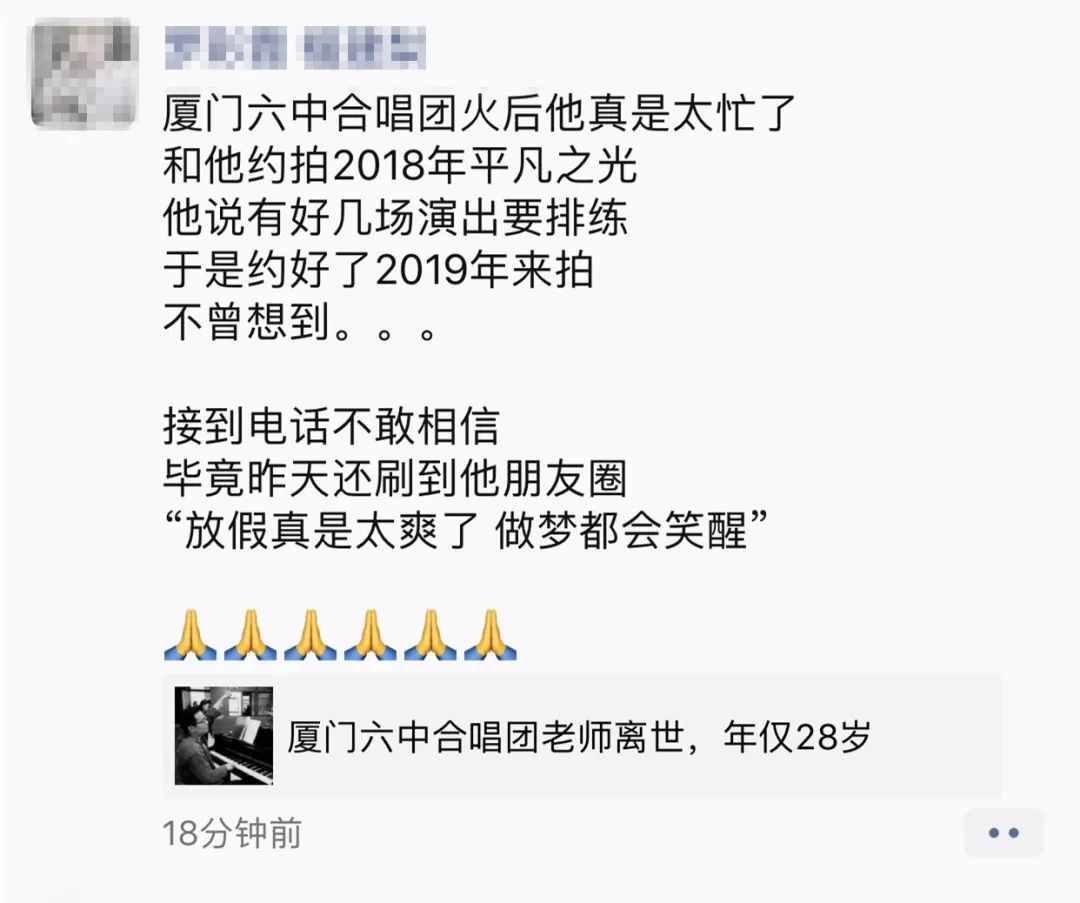 厦门六中合唱团火后他真是太忙了
和他约拍2018年平凡之光
他说有好几场演出要排练
于是约好了2019年来拍
不曾想到。。。
接到电话不敢相信
毕竟昨天还刷到他朋友圈
“放假真是太爽了 做梦都会笑醒”
🙏🙏🙏🙏🙏🙏
厦门六中合唱团老师离世，年仅28岁
18分钟前